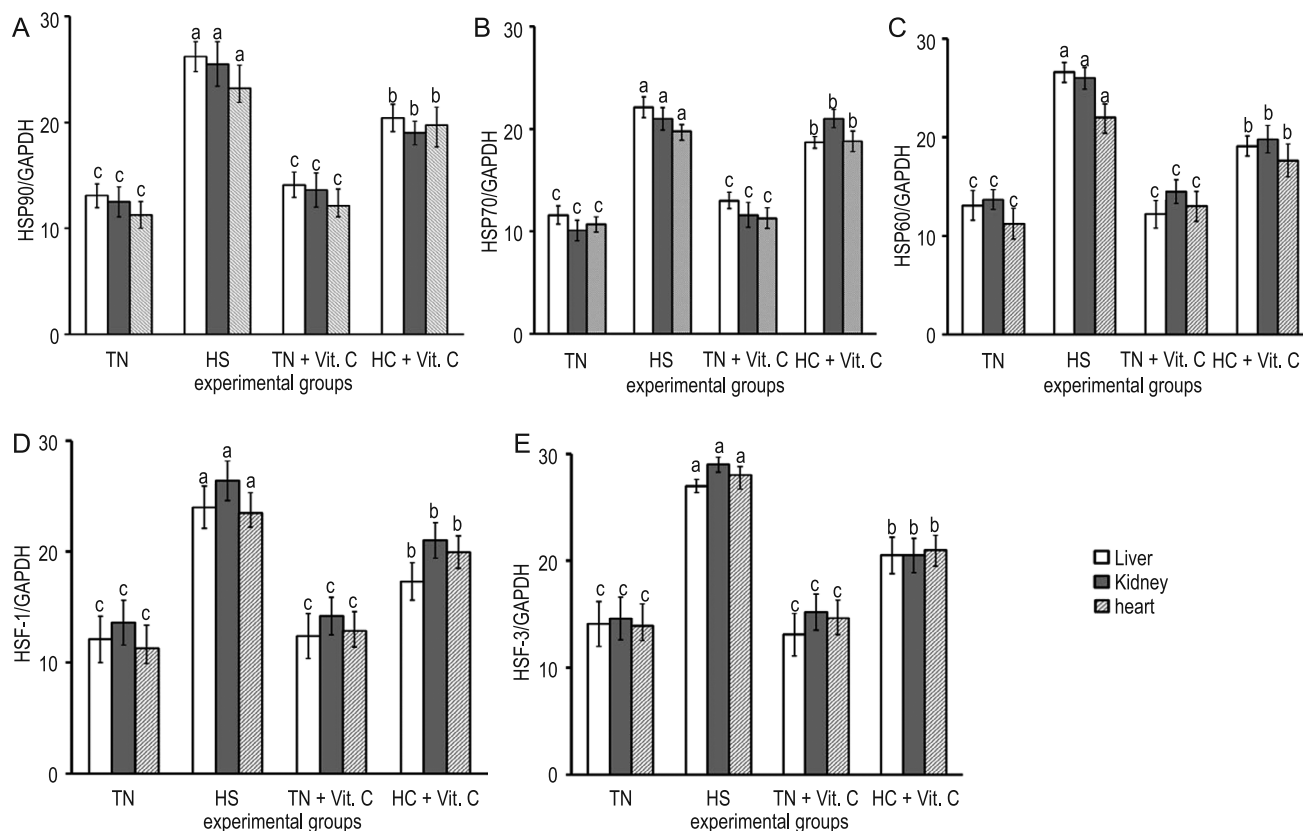 A
HSP90/GAPDH
30
20
10
0
a a a
b b b
c c c
c c c
TN HS TN + Vit. C HC + Vit. C
experimental groups
B
HSP70/GAPDH
30
20
10
0
a a a
b b b
c c c
c c c
TN HS TN + Vit. C HC + Vit. C
experimental groups
C
HSP60/GAPDH
30
20
10
0
a a a
b b b
c c c
c c c
TN HS TN + Vit. C HC + Vit. C
experimental groups
D
HSF-1/GAPDH
30
20
10
0
a a a
b b b
c c c
c c c
TN HS TN + Vit. C HC + Vit. C
experimental groups
E
HSF-3/GAPDH
30
20
10
0
a a a
b b b
c c c
c c c
TN HS TN + Vit. C HC + Vit. C
experimental groups
Liver
Kidney
heart